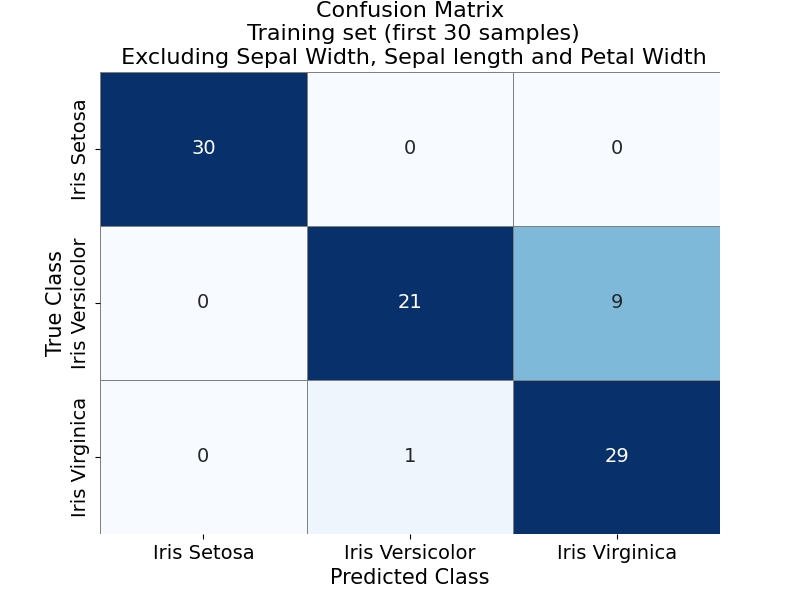 Confusion Matrix
Training set (first 30 samples)
Excluding Sepal Width, Sepal length and Petal Width
True Class
Iris Setosa
30 0 0
Iris Versicolor
0 21 9
Iris Virginica
0 1 29
Iris Setosa Iris Versicolor Iris Virginica
Predicted Class